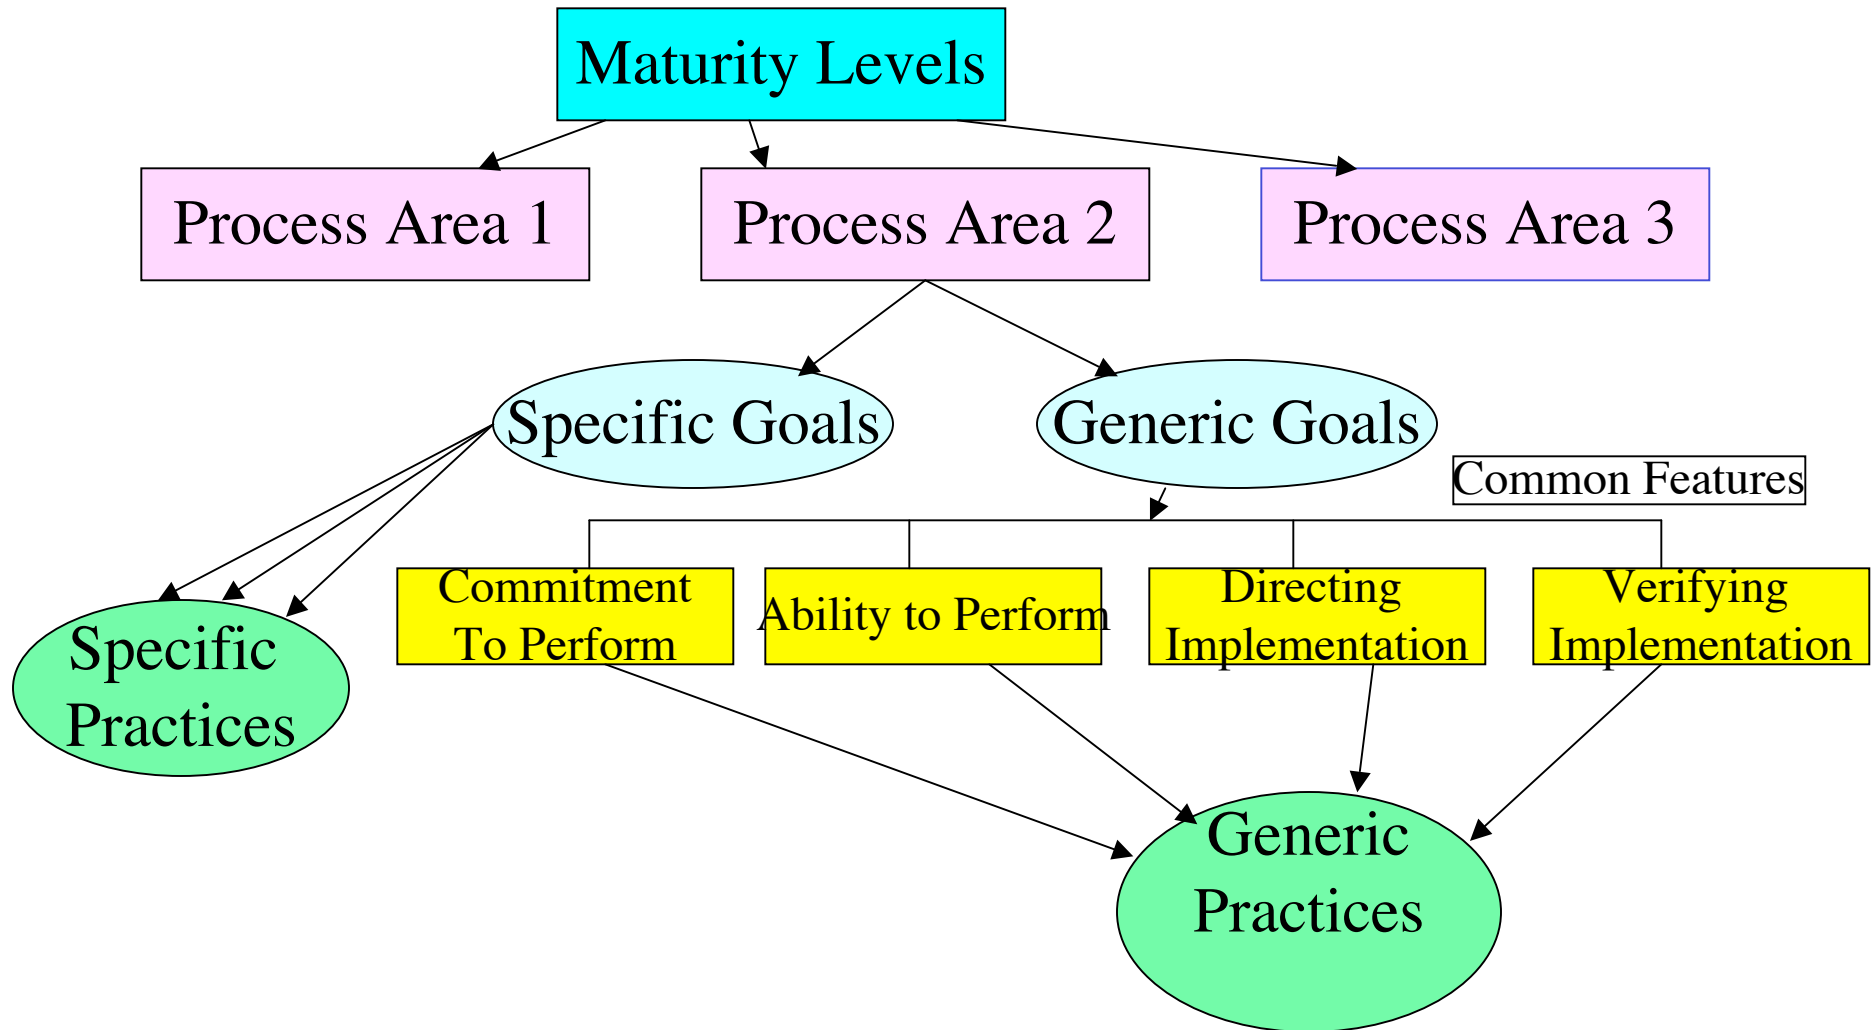 Maturity Levels
Process Area 1
Process Area 2
Process Area 3
Specific Goals
Generic Goals
Common Features
Commitment
To Perform
Ability to Perform
Directing
Implementation
Verifying
Implementation
Specific
Practices
Generic
Practices